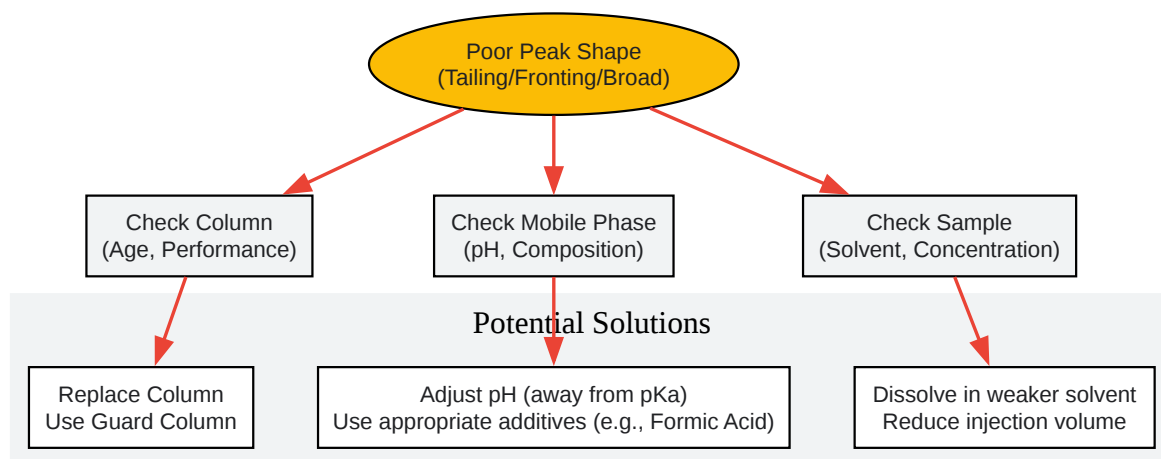 Poor Peak Shape
(Tailing/Fronting/Broad)
Check Column
(Age, Performance)
Check Mobile Phase
(pH, Composition)
Check Sample
(Solvent, Concentration)
Potential Solutions
Replace Column
Use Guard Column
Adjust pH (away from pKa)
Use appropriate additives (e.g., Formic Acid)
Dissolve in weaker solvent
Reduce injection volume